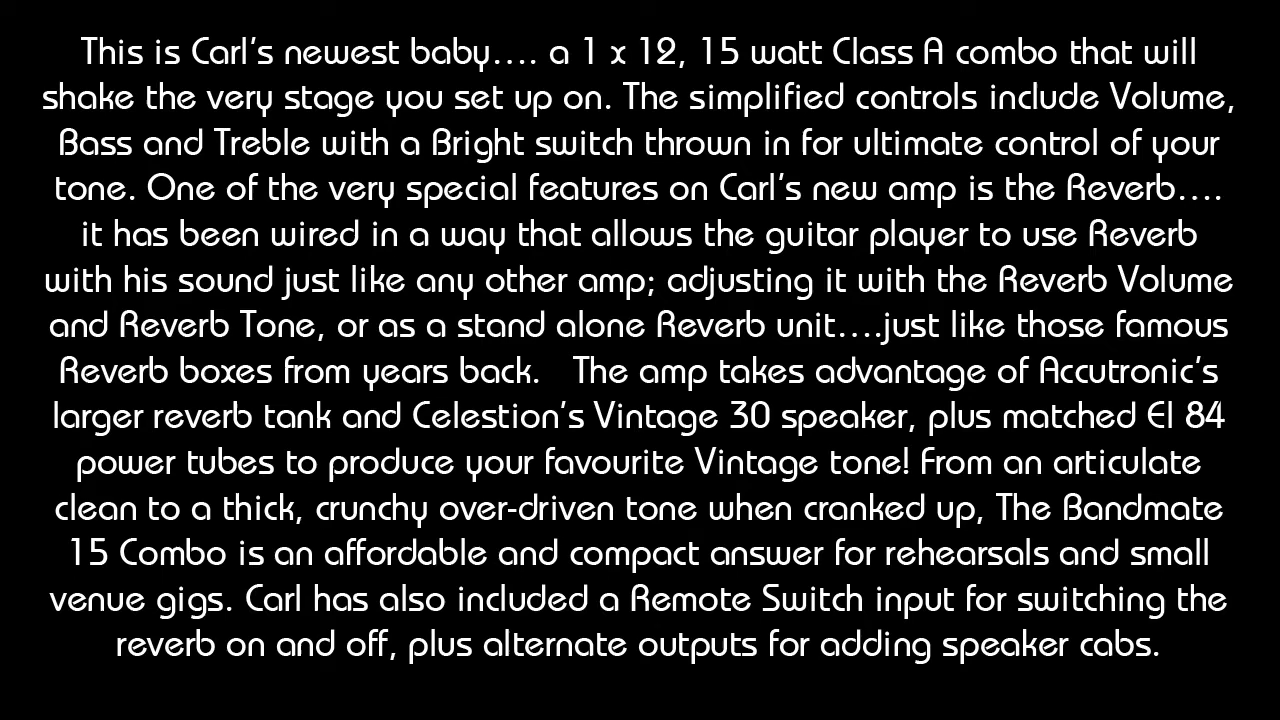 This is Carl's newest baby.... a 1 x 12, 15 watt Class A combo that will
shake the very stage you set up on. The simplified controls include Volume,
Bass and Treble with a Bright switch thrown in for ultimate control of your
tone. One of the very special features on Carl's new amp is the Reverb....
it has been wired in a way that allows the guitar player to use Reverb
with his sound just like any other amp; adjusting it with the Reverb Volume
and Reverb Tone, or as a stand alone Reverb unit....just like those famous
Reverb boxes from years back.   The amp takes advantage of Accutronic's
larger reverb tank and Celestion's Vintage 30 speaker, plus matched El 84
power tubes to produce your favourite Vintage tone! From an articulate
clean to a thick, crunchy over-driven tone when cranked up, The Bandmate
15 Combo is an affordable and compact answer for rehearsals and small
venue gigs. Carl has also included a Remote Switch input for switching the
reverb on and off, plus alternate outputs for adding speaker cabs.